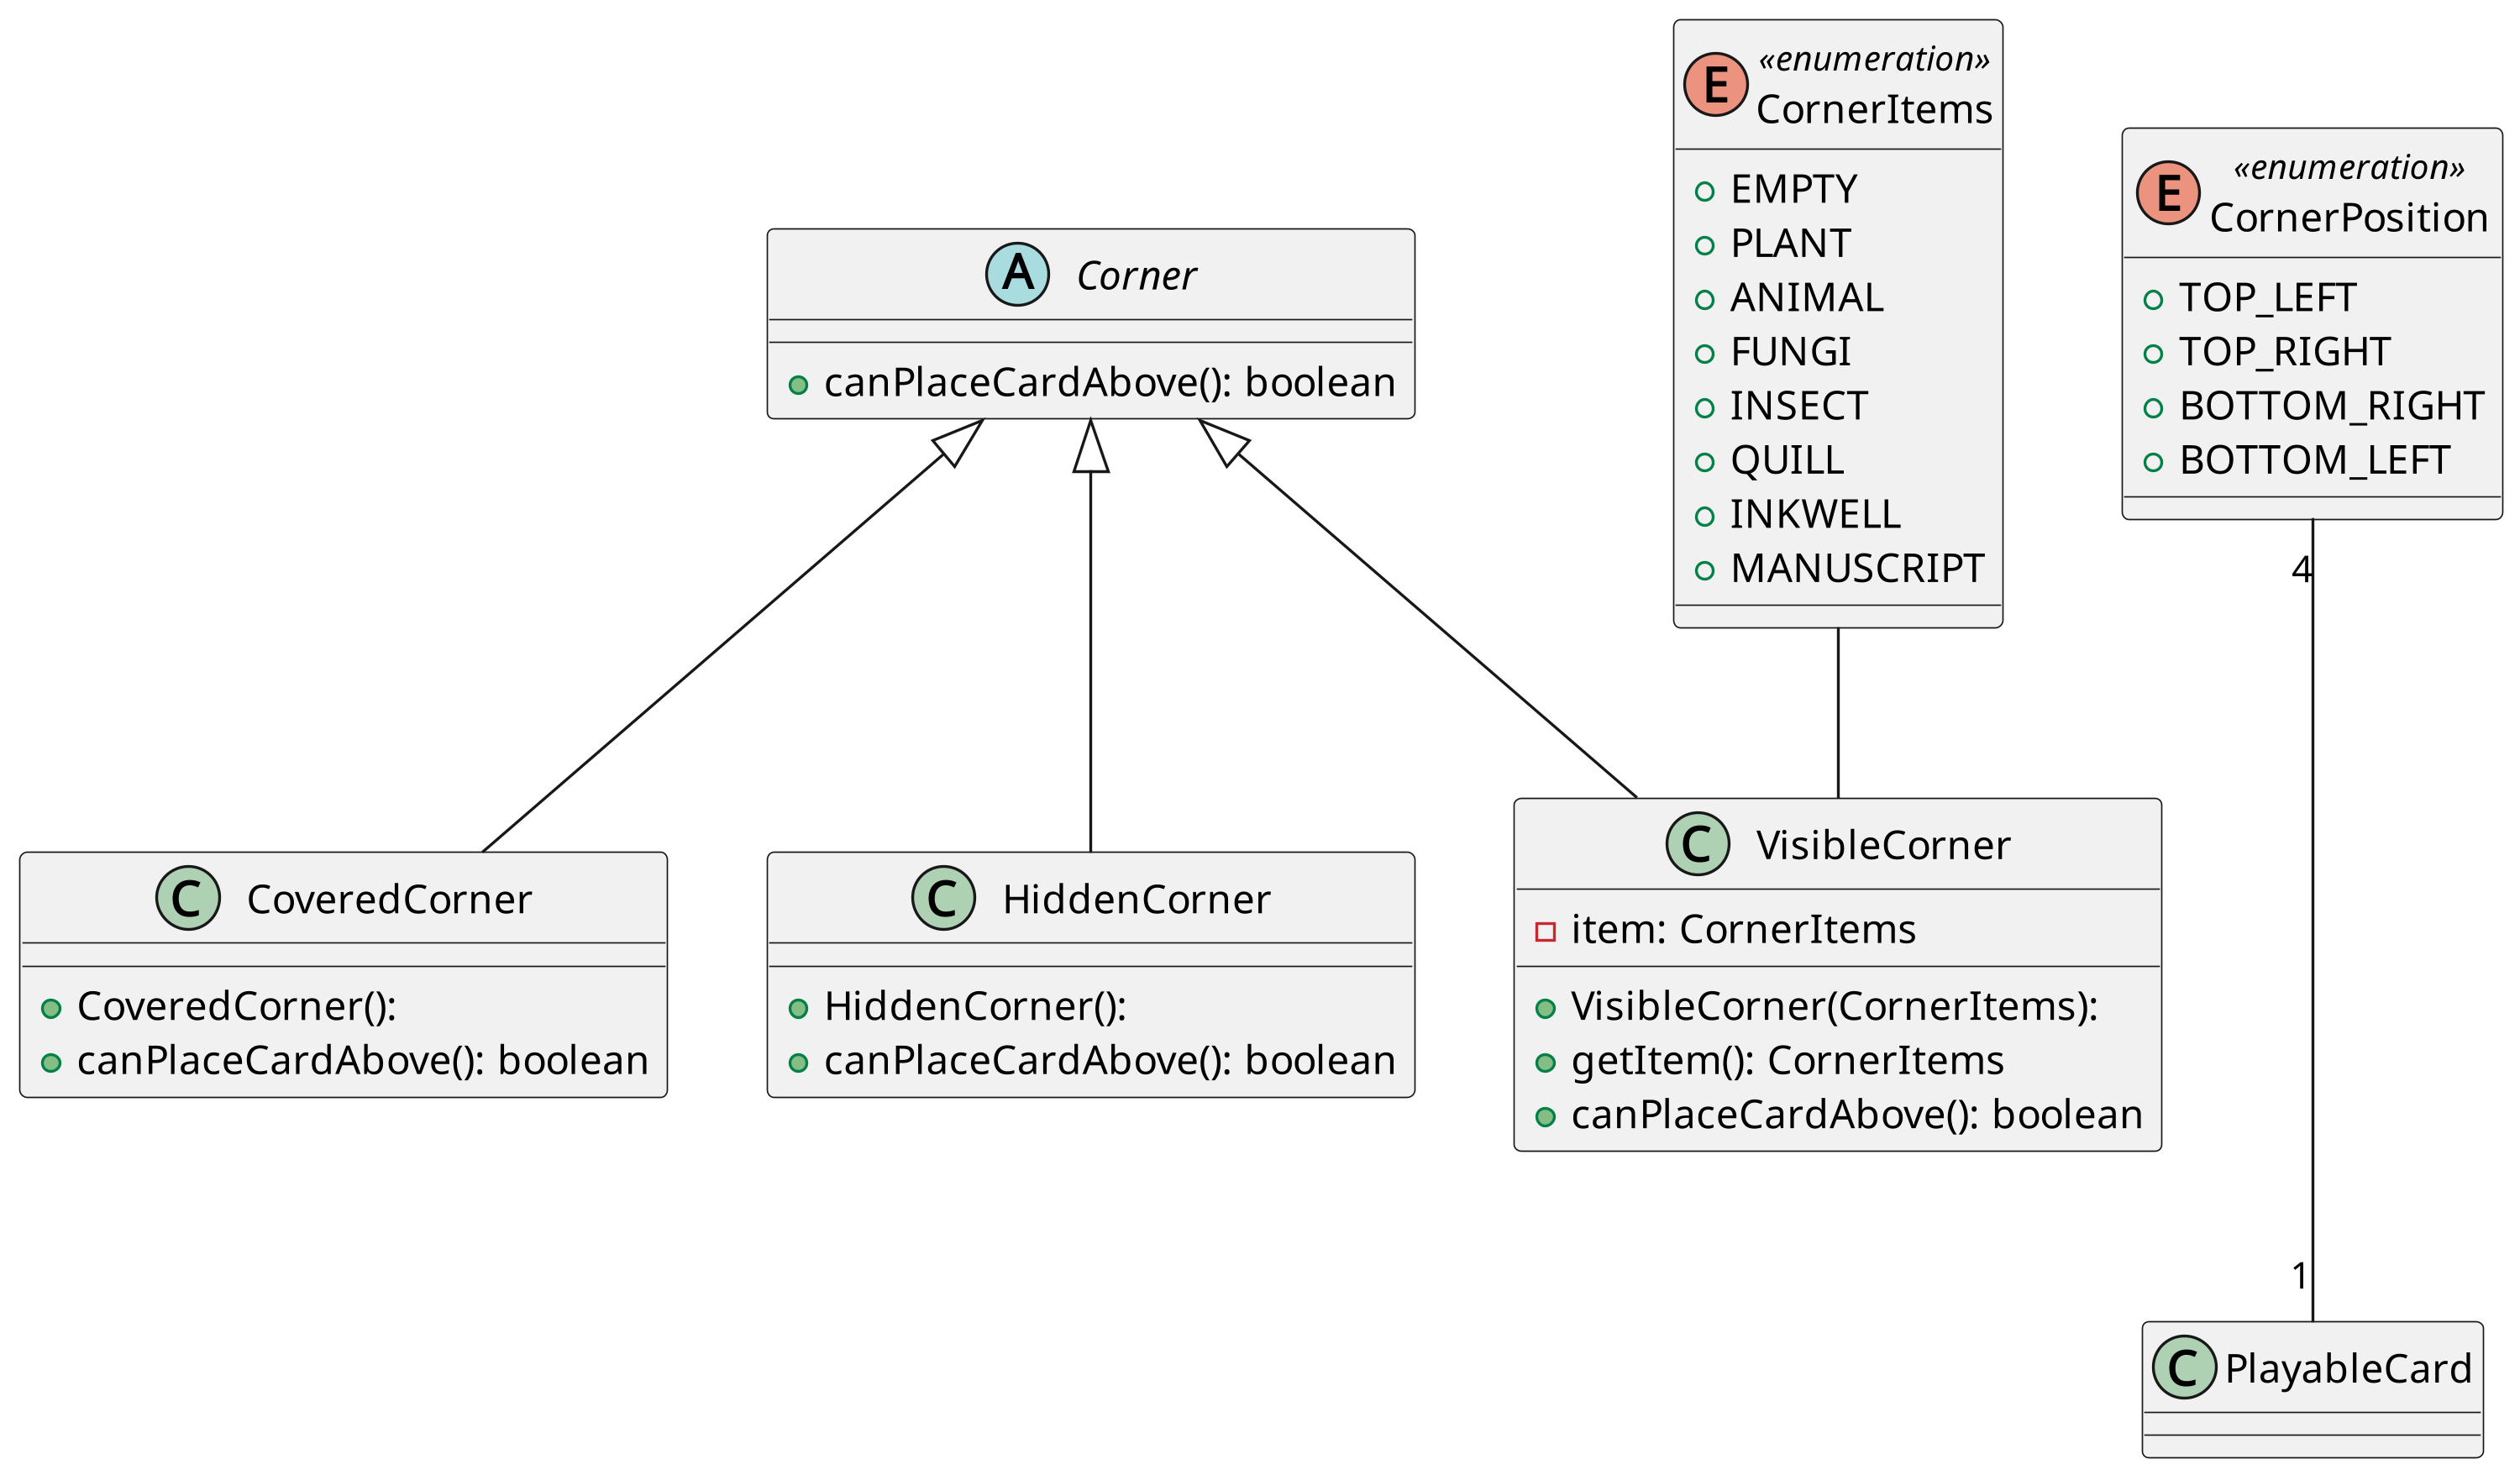 «enumeration»
E
CornerItems
EMPTY
PLANT
ANIMAL
FUNGI
INSECT
QUILL
INKWELL
MANUSCRIPT
«enumeration»
E
CornerPosition
TOP_LEFT
TOP_RIGHT
BOTTOM_RIGHT
BOTTOM_LEFT
A Corner
canPlaceCardAbove(): boolean
4
C CoveredCorner
CoveredCorner():
canPlaceCardAbove(): boolean
C HiddenCorner
HiddenCorner():
canPlaceCardAbove(): boolean
C VisibleCorner
item: CornerItems
VisibleCorner(CornerItems):
getItem(): CornerItems
canPlaceCardAbove(): boolean
1
C PlayableCard